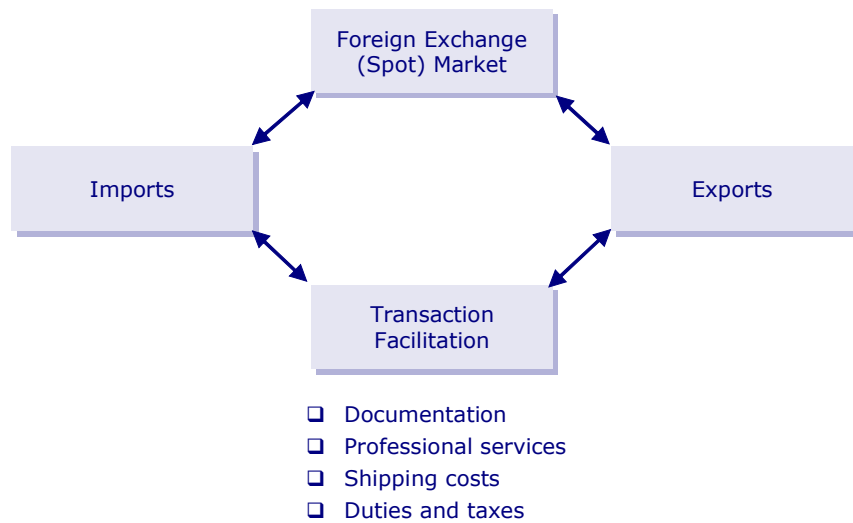 Foreign Exchange
(Spot) Market
Imports
Exports
Transaction
Facilitation
❑ Documentation
❑ Professional services
❑ Shipping costs
❑ Duties and taxes